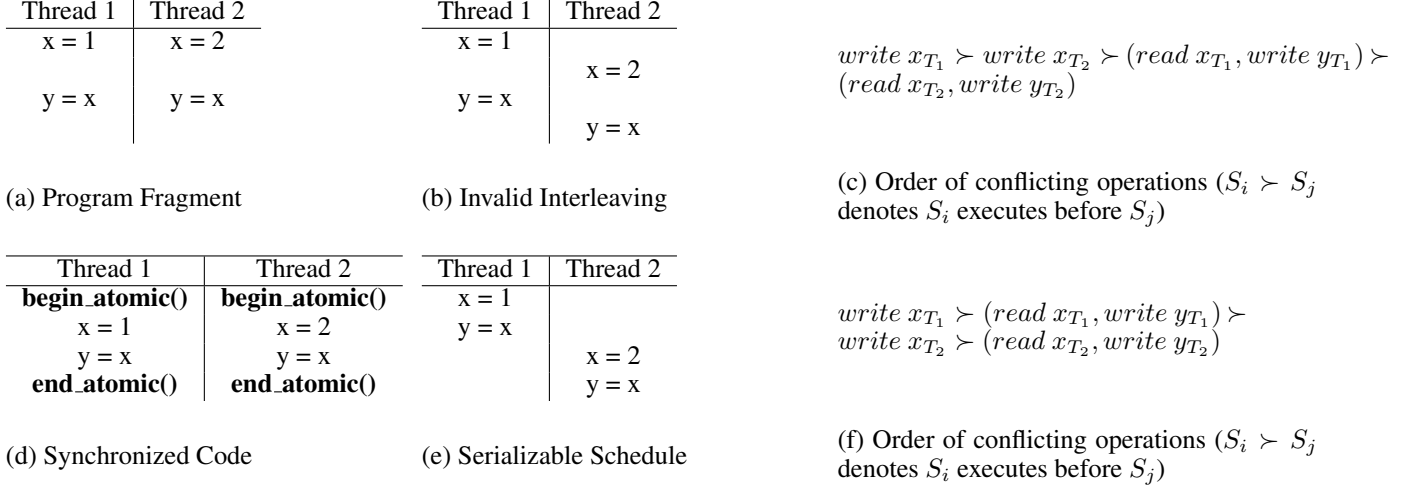 Thread 1 Thread 2
x = 1 x = 2
y = x y = x
(a) Program Fragment
Thread 1 Thread 2
x = 1
x = 2
y = x
y = x
(b) Invalid Interleaving
write x_{T_1} ≻ write x_{T_2} ≻ (read x_{T_1}, write y_{T_1}) ≻
(read x_{T_2}, write y_{T_2})
(c) Order of conflicting operations (S_i ≻ S_j
denotes S_i executes before S_j)
Thread 1 Thread 2
begin_atomic() begin_atomic()
x = 1 x = 2
y = x y = x
end_atomic() end_atomic()
(d) Synchronized Code
Thread 1 Thread 2
x = 1
y = x
x = 2
y = x
(e) Serializable Schedule
write x_{T_1} ≻ (read x_{T_1}, write y_{T_1}) ≻
write x_{T_2} ≻ (read x_{T_2}, write y_{T_2})
(f) Order of conflicting operations (S_i ≻ S_j
denotes S_i executes before S_j)